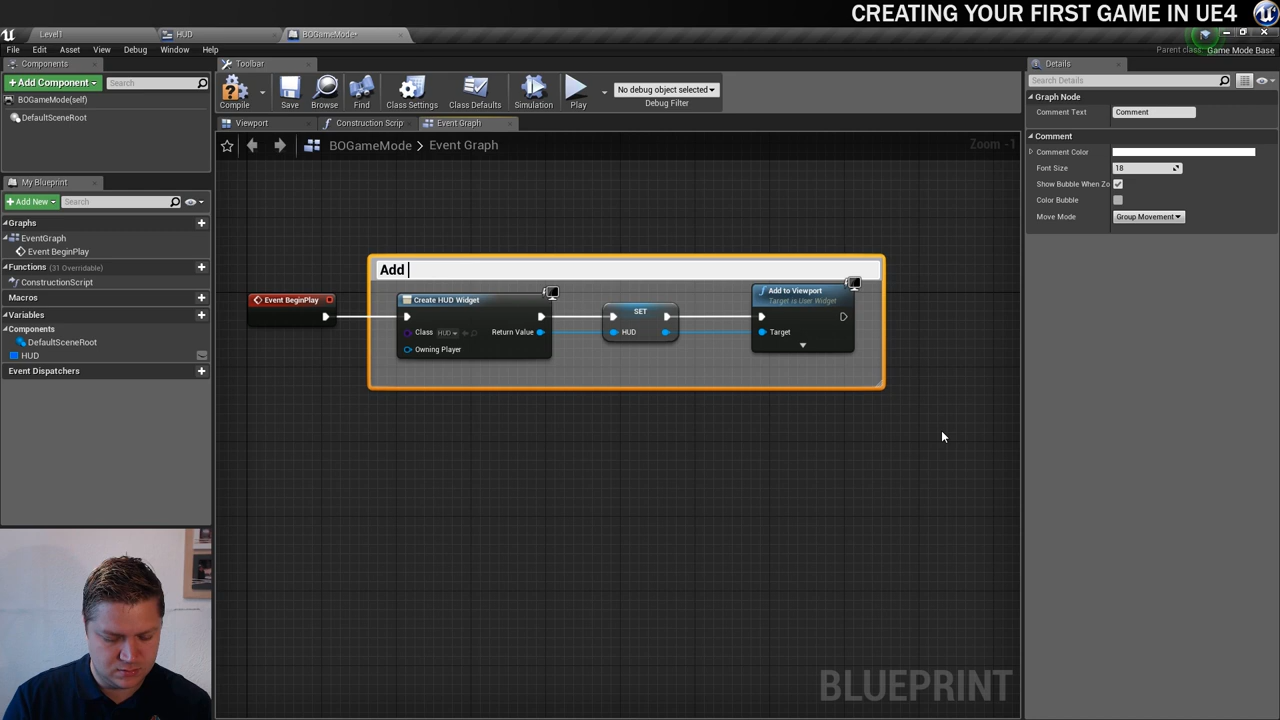 CREATING YOUR FIRST GAME IN UE4
Level1
HUD
BOGameMode*
File Edit Asset View Debug Window Help
Parent class: Game Mode Base
Components
+Add Component
Search
BOGameMode(self)
DefaultSceneRoot
My Blueprint
+Add New
Search
Graphs
EventGraph
Event BeginPlay
Functions (31 Overridable)
ConstructionScript
Macros
Variables
Components
DefaultSceneRoot
HUD
Event Dispatchers
Toolbar
Compile
Save
Browse
Find
Class Settings
Class Defaults
Simulation
Play
No debug object selected
Debug Filter
Viewport
Construction Scrip
Event Graph
BOGameMode > Event Graph
Zoom -1
Add
Event BeginPlay
Create HUD Widget
Class HUD
Return Value
Owning Player
SET
HUD
Add to Viewport
Target is User Widget
Target
BLUEPRINT
Details
Search Details
Graph Node
Comment Text Comment
Comment
Comment Color
Font Size 18
Show Bubble When Zo
Color Bubble
Move Mode Group Movement